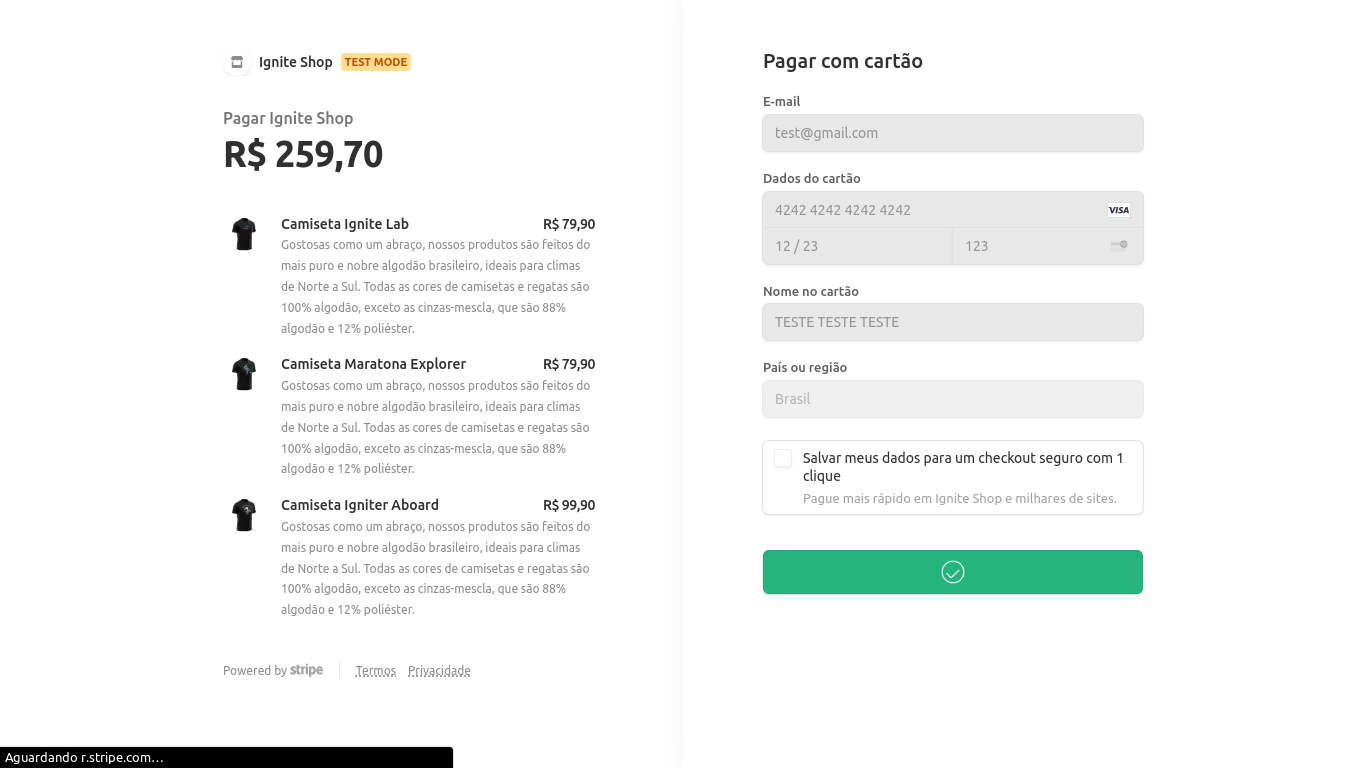 Ignite Shop TEST MODE
Pagar Ignite Shop
R$ 259,70
Camiseta Ignite Lab R$ 79,90
Gostosas como um abraço, nossos produtos são feitos do
mais puro e nobre algodão brasileiro, ideais para climas
de Norte a Sul. Todas as cores de camisetas e regatas são
100% algodão, exceto as cinzas-mescla, que são 88%
algodão e 12% poliéster.
Camiseta Maratona Explorer R$ 79,90
Gostosas como um abraço, nossos produtos são feitos do
mais puro e nobre algodão brasileiro, ideais para climas
de Norte a Sul. Todas as cores de camisetas e regatas são
100% algodão, exceto as cinzas-mescla, que são 88%
algodão e 12% poliéster.
Camiseta Igniter Aboard R$ 99,90
Gostosas como um abraço, nossos produtos são feitos do
mais puro e nobre algodão brasileiro, ideais para climas
de Norte a Sul. Todas as cores de camisetas e regatas são
100% algodão, exceto as cinzas-mescla, que são 88%
algodão e 12% poliéster.
Powered by stripe Termos Privacidade
Pagar com cartão
E-mail
test@gmail.com
Dados do cartão
4242 4242 4242 4242 VISA
12 / 23 123
Nome no cartão
TESTE TESTE TESTE
País ou região
Brasil
Salvar meus dados para um checkout seguro com 1
clique
Pague mais rápido em Ignite Shop e milhares de sites.
Aguardando r.stripe.com…